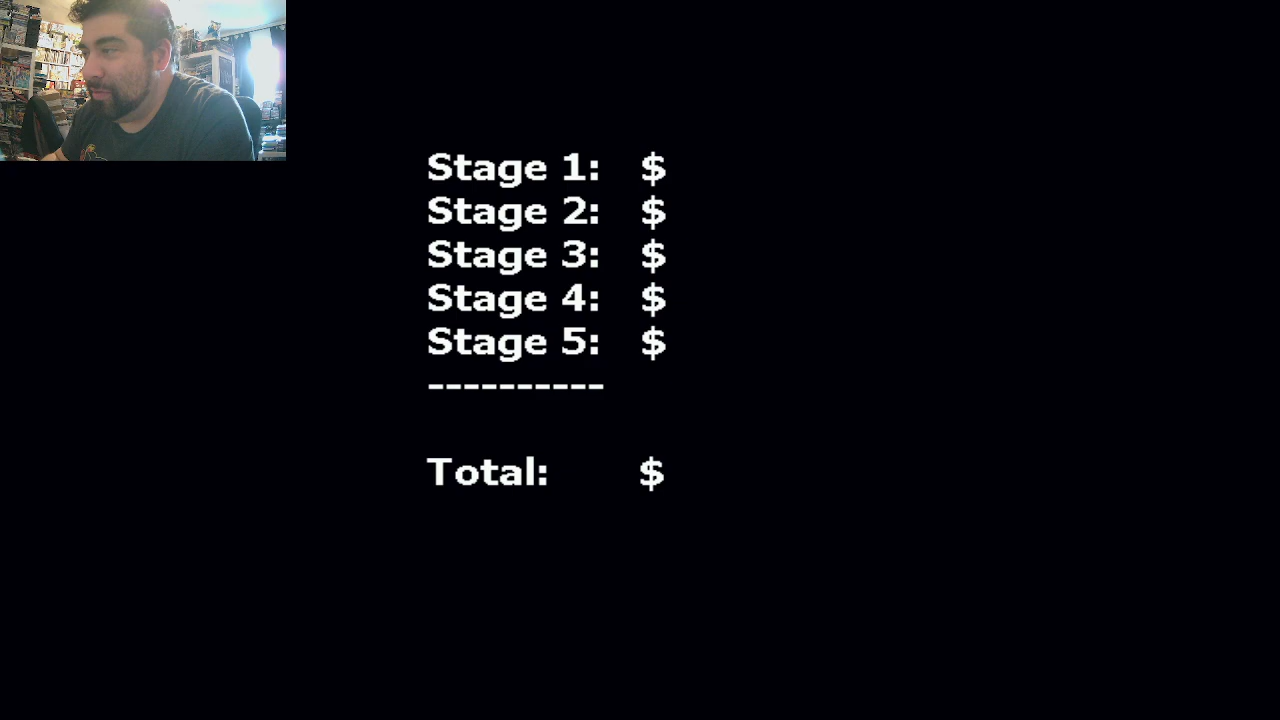 Stage 1: $
Stage 2: $
Stage 3: $
Stage 4: $
Stage 5: $
----------
Total: $